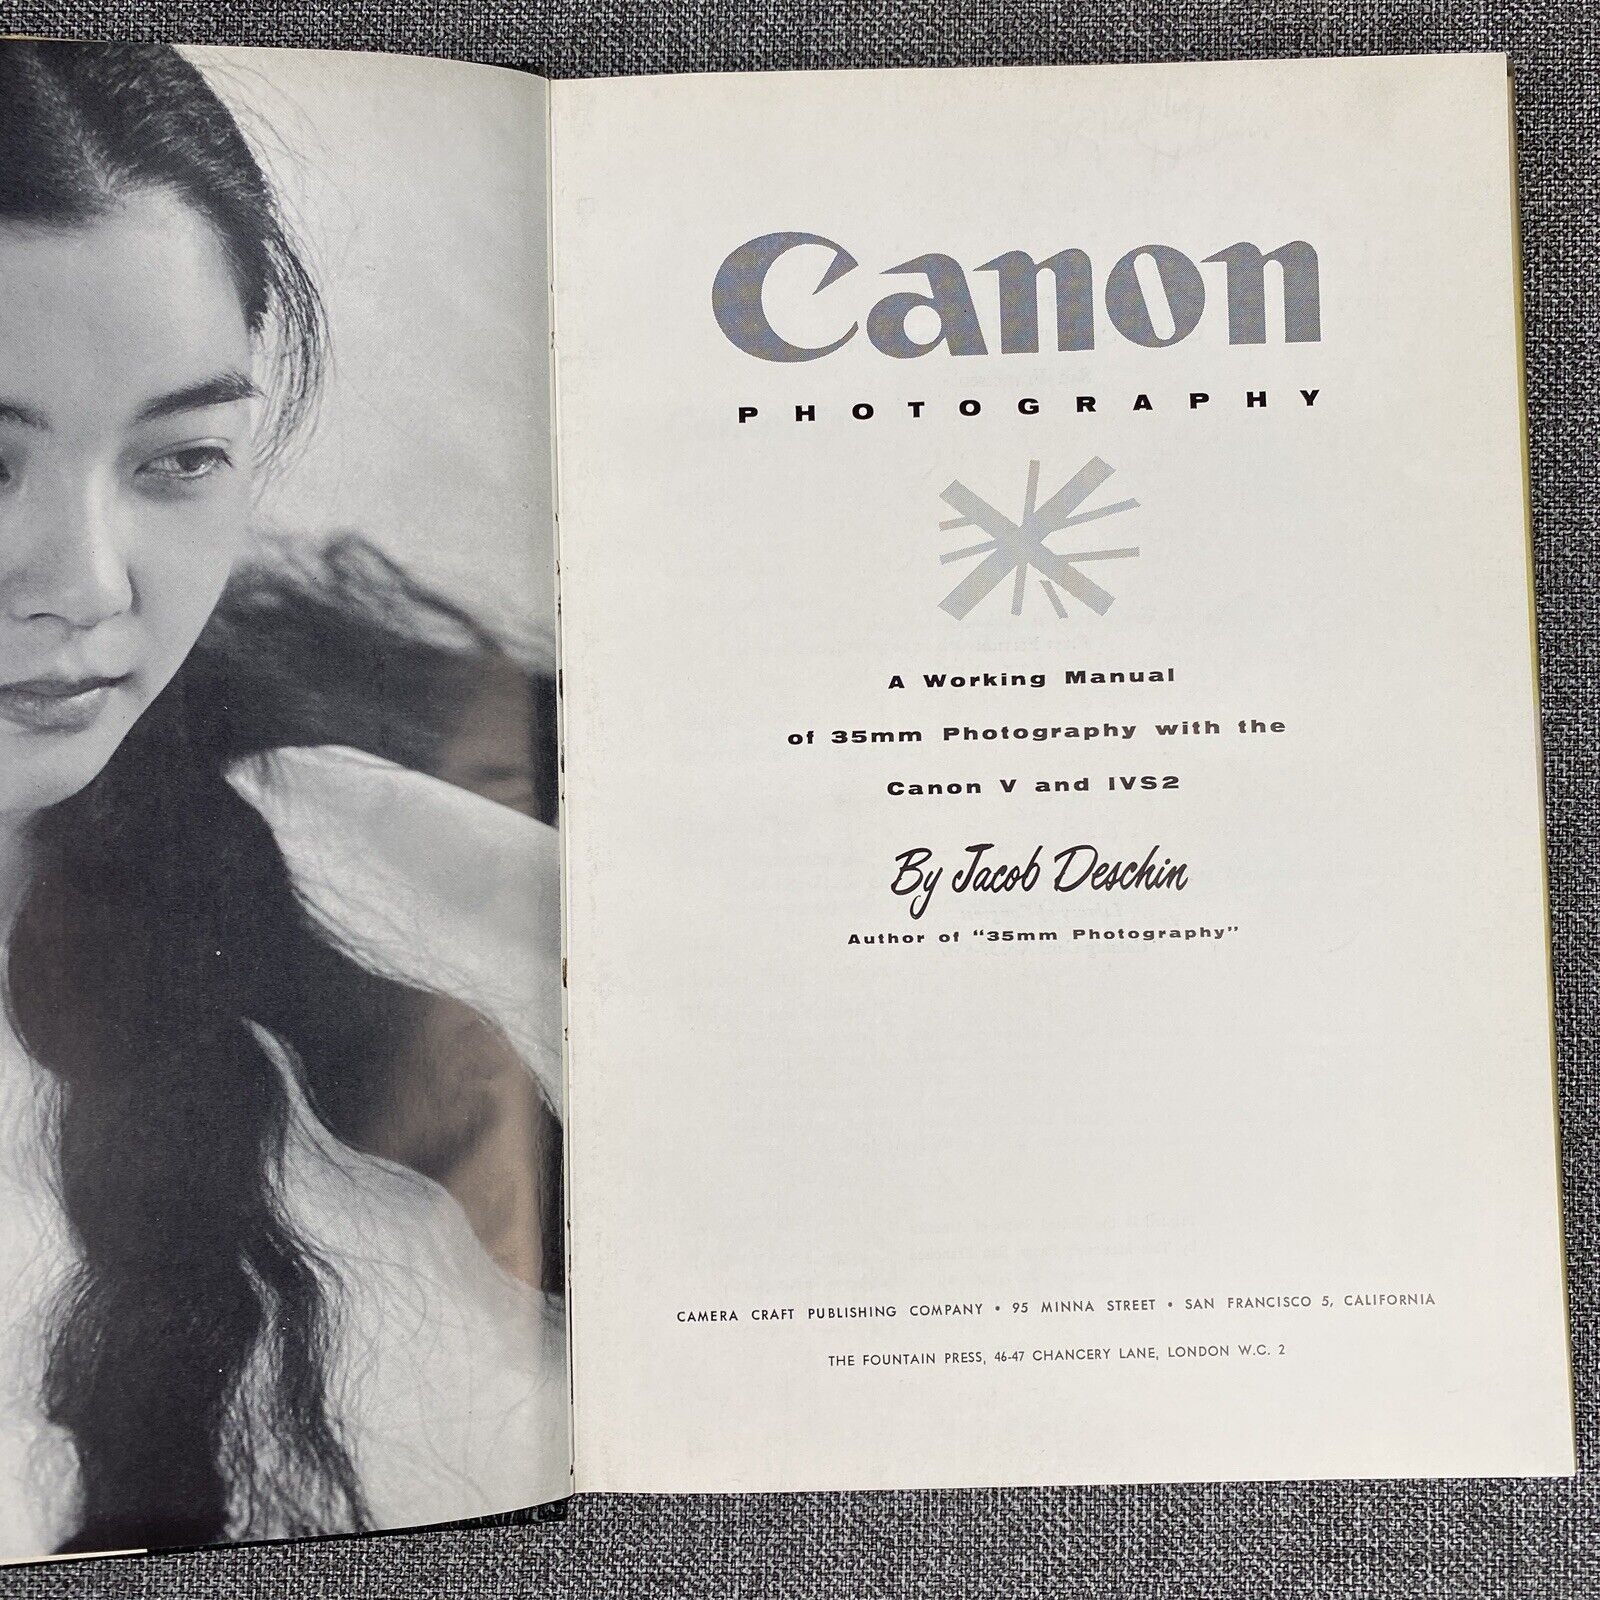 Canon
PHOTOGRAPHY
A Working Manual
of 35mm Photography with the
Canon V and IVS2
By Jacob Deschin
Author of "35mm Photography"
CAMERA CRAFT PUBLISHING COMPANY • 95 MINNA STREET • SAN FRANCISCO 5, CALIFORNIA
THE FOUNTAIN PRESS, 46-47 CHANCERY LANE, LONDON W.C. 2